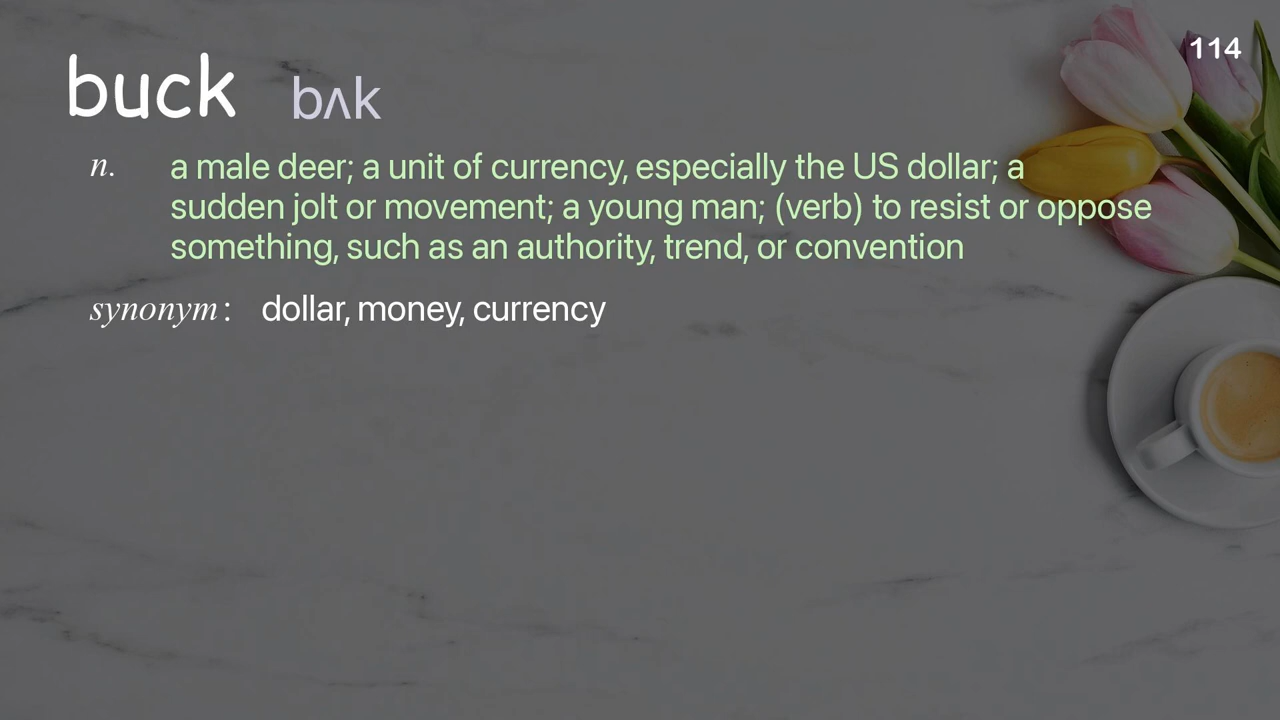 114
buck bʌk
n. a male deer; a unit of currency, especially the US dollar; a
sudden jolt or movement; a young man; (verb) to resist or oppose
something, such as an authority, trend, or convention
synonym: dollar, money, currency